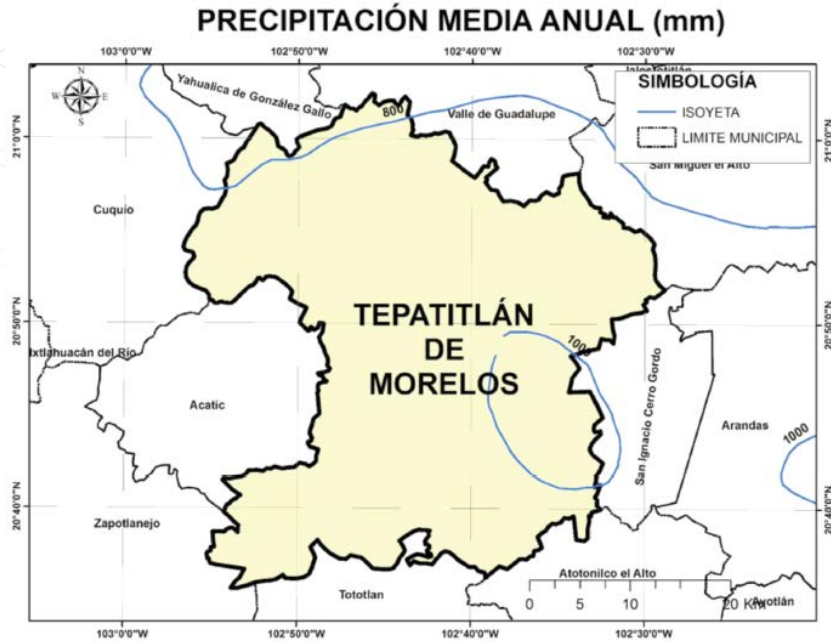 PRECIPITACIÓN MEDIA ANUAL (mm)
103°0'0"W
102°50'0"W
102°40'0"W
102°30'0"W
N
W
E
S
Yahualica de González Gallo
800
Valle de Guadalupe
SIMBOLOGÍA
ISOYETA
LIMITE MUNICIPAL
San Miguel el Alto
21°0'0"N
21°0'0"N
Cuquio
TEPATITLÁN
DE
MORELOS
20°50'0"N
20°50'0"N
1000
Ixtlahuacán del Río
Acatic
San Ignacio Cerro Gordo
Arandas
1000
20°40'0"N
20°40'0"N
Zapotlanejo
Tototlan
Atotonilco el Alto
Ayotlán
0
5
10
20 Km
103°0'0"W
102°50'0"W
102°40'0"W
102°30'0"W